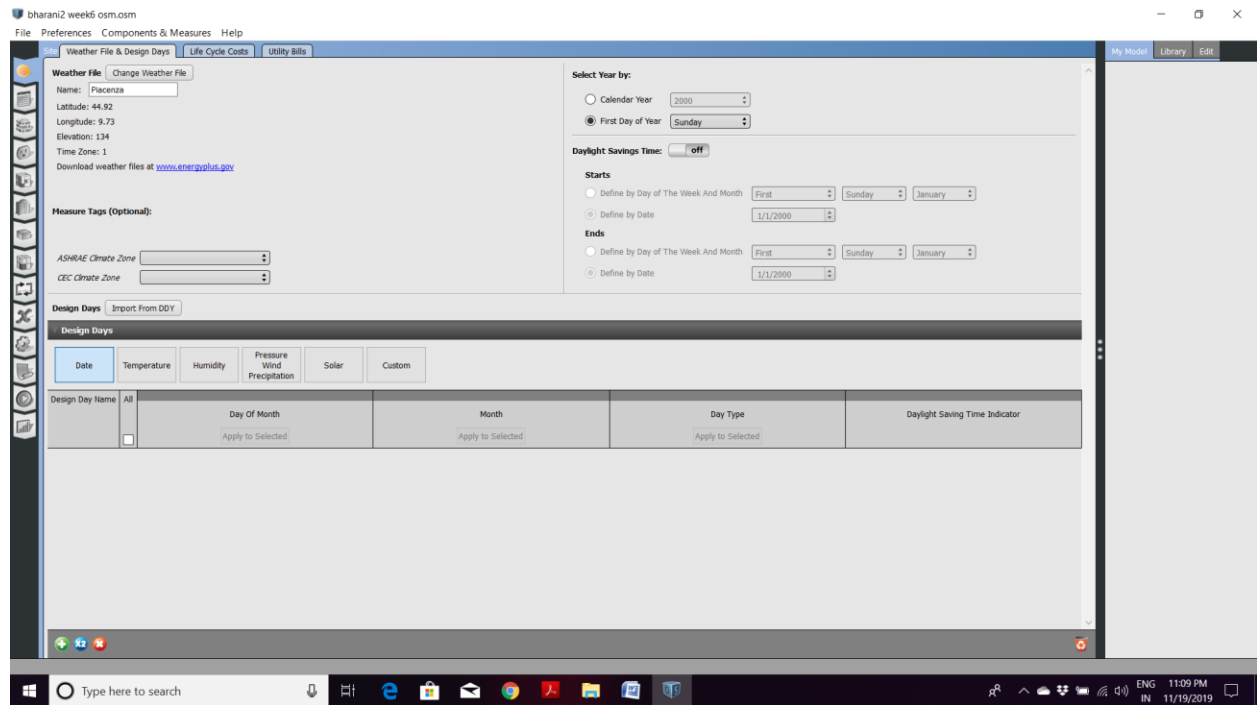 bharani2 week6 osm.osm
File Preferences Components & Measures Help
Site Weather File & Design Days Life Cycle Costs Utility Bills
My Model Library Edit
Weather File Change Weather File
Name: Piacenza
Latitude: 44.92
Longitude: 9.73
Elevation: 134
Time Zone: 1
Download weather files at www.energyplus.gov
Measure Tags (Optional):
ASHRAE Climate Zone
CEC Climate Zone
Select Year by:
Calendar Year 2000
First Day of Year Sunday
Daylight Savings Time: off
Starts
Define by Day of The Week And Month First Sunday January
Define by Date 1/1/2000
Ends
Define by Day of The Week And Month First Sunday January
Define by Date 1/1/2000
Design Days Import From DDY
Design Days
Date Temperature Humidity Pressure Wind Precipitation Solar Custom
Design Day Name All
Day Of Month Month Day Type Daylight Saving Time Indicator
Apply to Selected Apply to Selected Apply to Selected
x2
Type here to search
ENG 11:09 PM
IN 11/19/2019